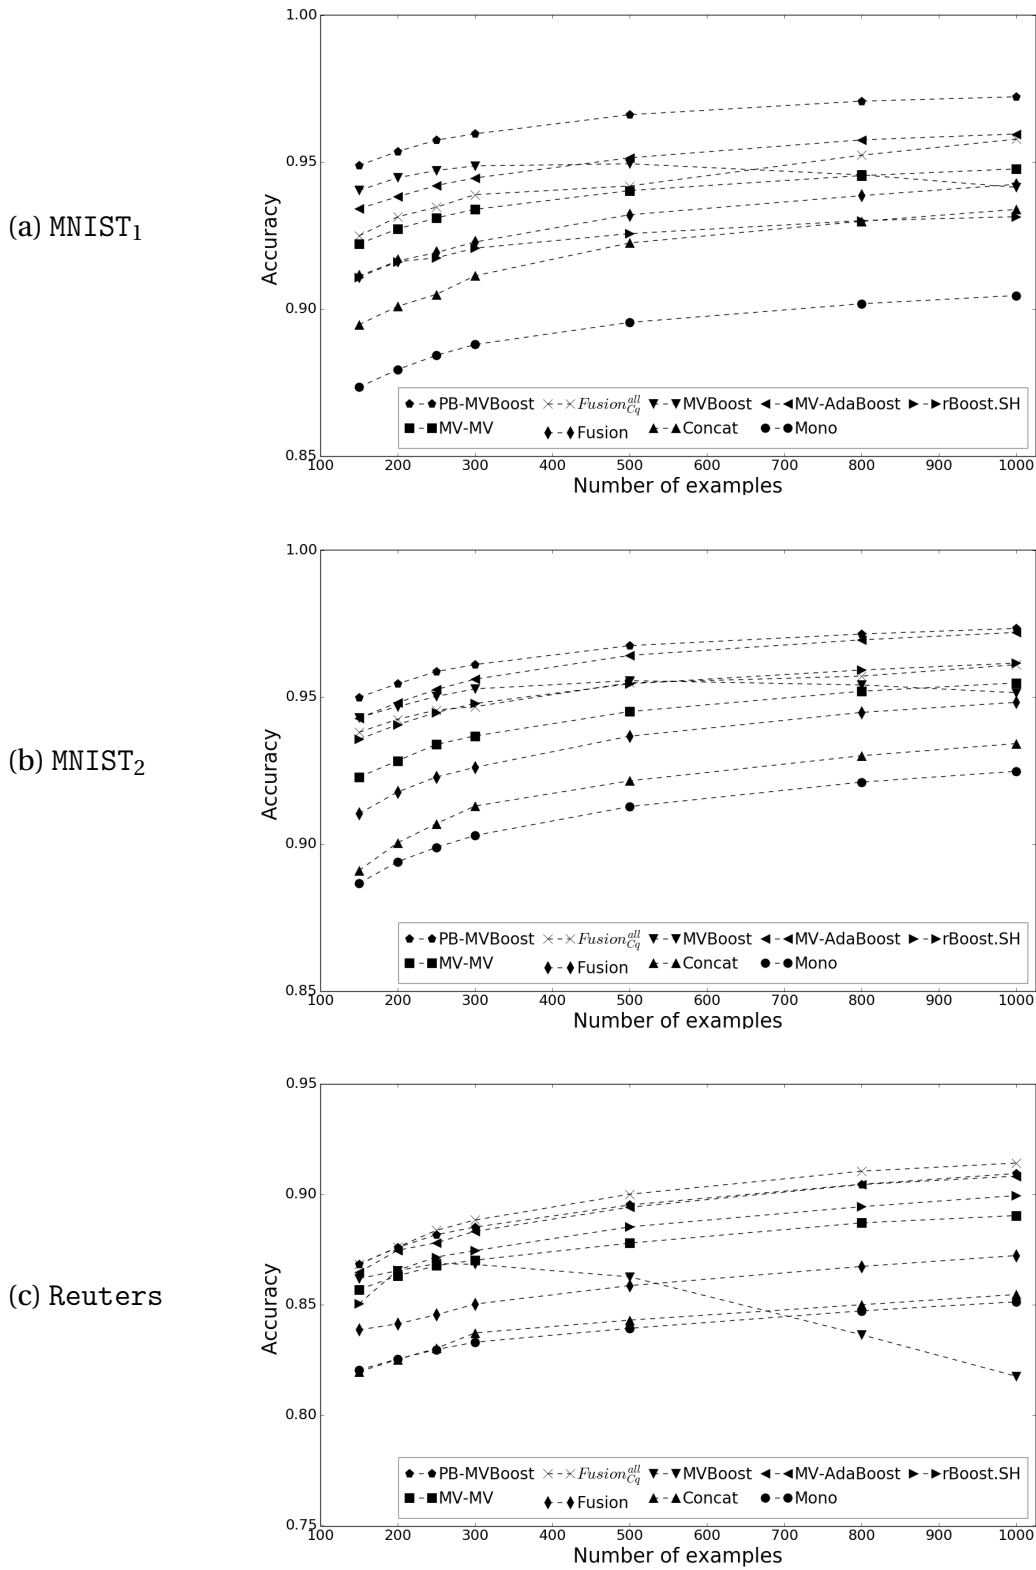 1.00
0.95
0.90
0.85
Accuracy
(a) MNIST1
PB-MVBoost Fusion^all_Cq MVBoost MV-AdaBoost rBoost.SH
MV-MV Fusion Concat Mono
100 200 300 400 500 600 700 800 900 1000
Number of examples
1.00
0.95
0.90
0.85
Accuracy
(b) MNIST2
PB-MVBoost Fusion^all_Cq MVBoost MV-AdaBoost rBoost.SH
MV-MV Fusion Concat Mono
100 200 300 400 500 600 700 800 900 1000
Number of examples
0.95
0.90
0.85
0.80
0.75
Accuracy
(c) Reuters
PB-MVBoost Fusion^all_Cq MVBoost MV-AdaBoost rBoost.SH
MV-MV Fusion Concat Mono
100 200 300 400 500 600 700 800 900 1000
Number of examples